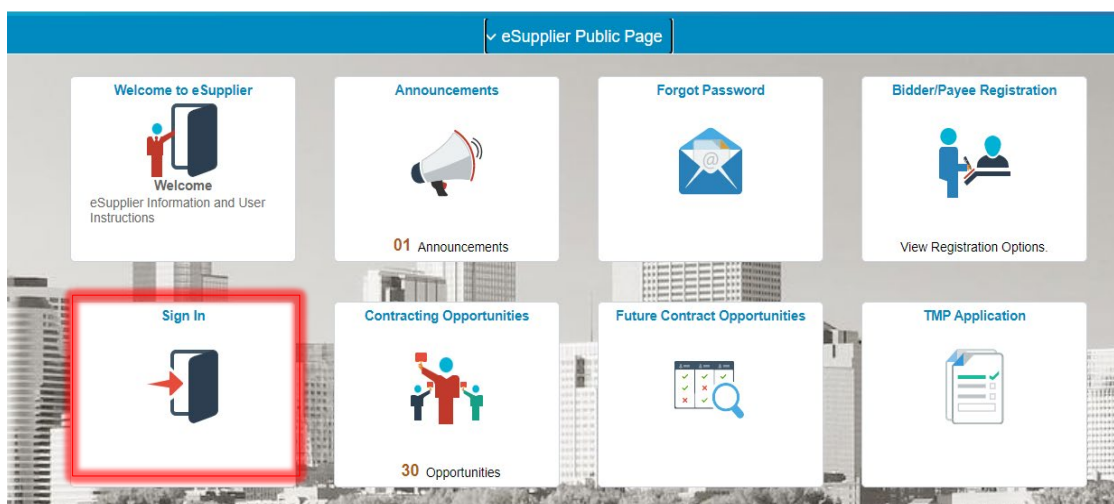 eSupplier Public Page
Welcome to eSupplier
Welcome
eSupplier Information and User
Instructions
Announcements
01 Announcements
Forgot Password
@
Bidder/Payee Registration
View Registration Options.
Sign In
Contracting Opportunities
30 Opportunities
Future Contract Opportunities
TMP Application